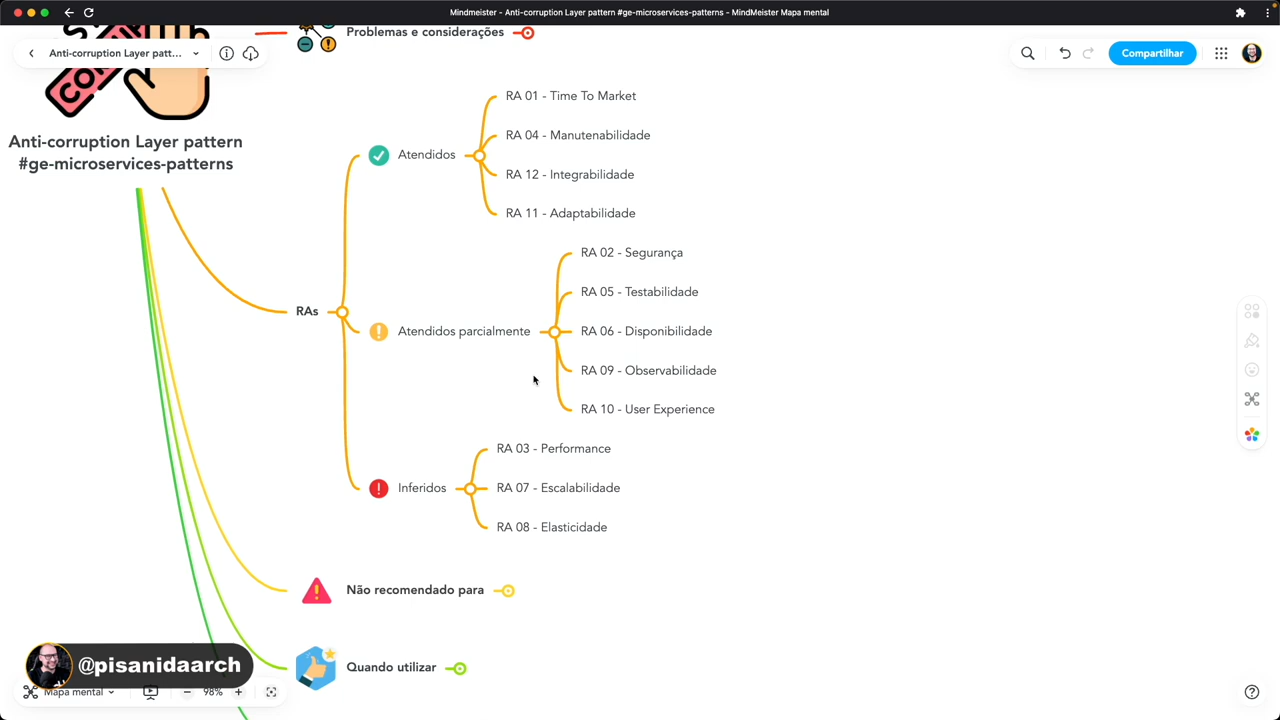 Mindmeister - Anti-corruption Layer pattern #ge-microservices-patterns - MindMeister Mapa mental
Problemas e considerações
Anti-corruption Layer patt...
Compartilhar
Anti-corruption Layer pattern
#ge-microservices-patterns
RAs
Atendidos
RA 01 - Time To Market
RA 04 - Manutenabilidade
RA 12 - Integrabilidade
RA 11 - Adaptabilidade
Atendidos parcialmente
RA 02 - Segurança
RA 05 - Testabilidade
RA 06 - Disponibilidade
RA 09 - Observabilidade
RA 10 - User Experience
Inferidos
RA 03 - Performance
RA 07 - Escalabilidade
RA 08 - Elasticidade
Não recomendado para
Quando utilizar
@pisanidaarch
Mapa mental
98%